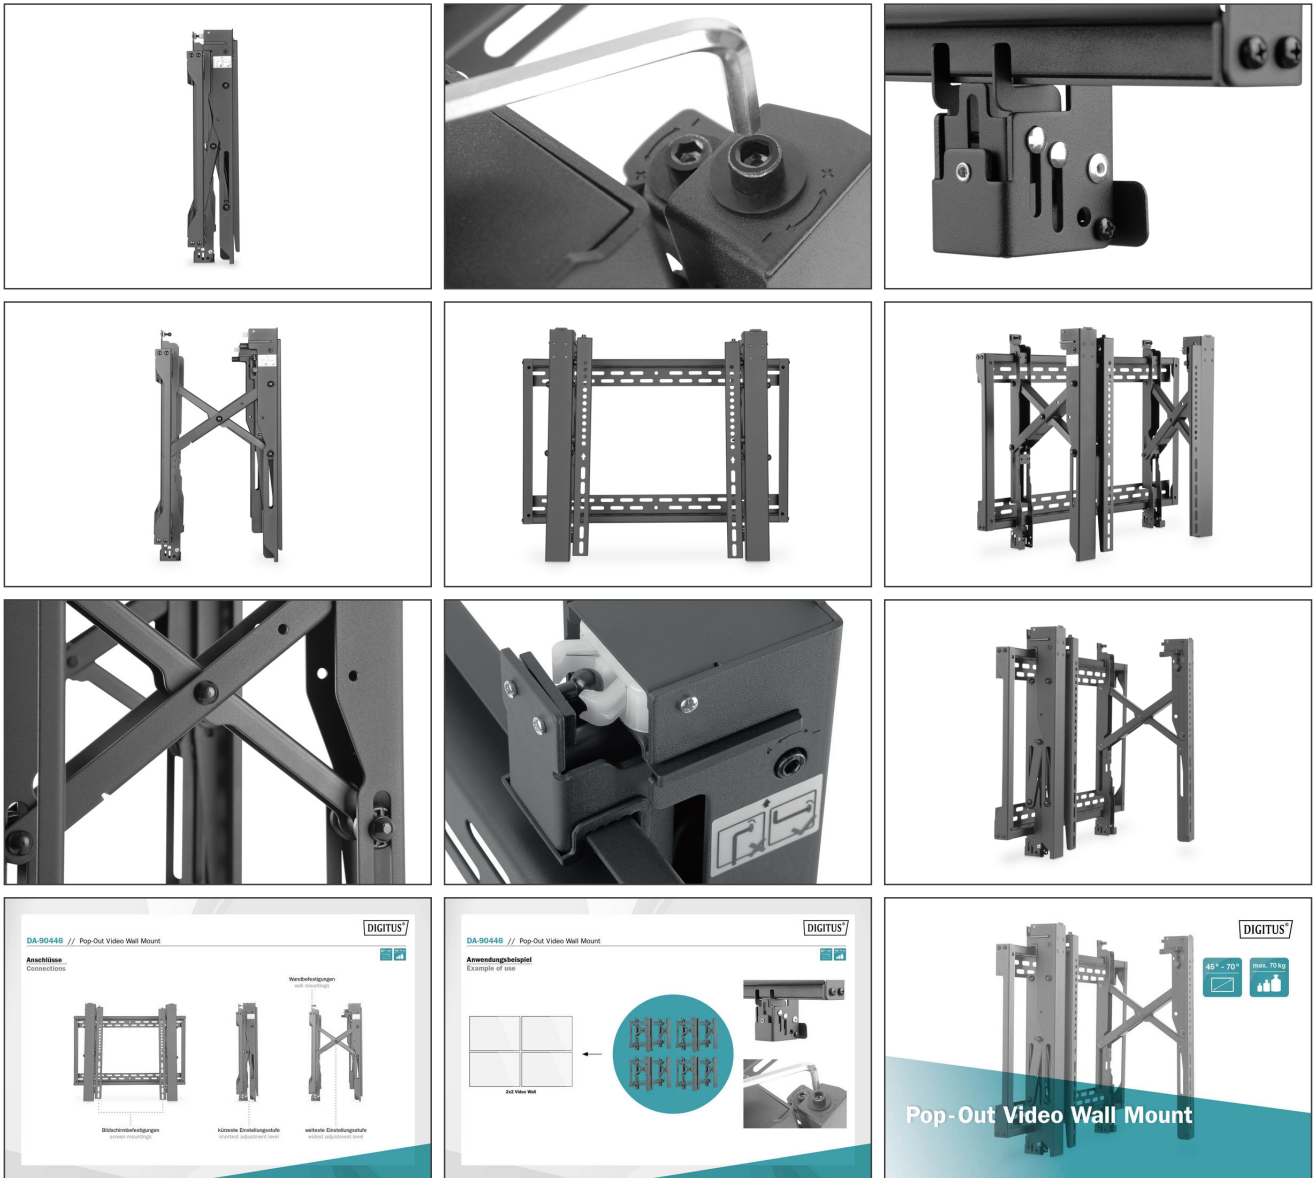 DIGITUS®
DA-90446 // Pop-Out Video Wall Mount
Anschlüsse
Connections
Wandbefestigungen
wall mountings
Bildschirmbefestigungen
screen mountings
kürzeste Einstellungsstufe
shortest adjustment level
weiteste Einstellungsstufe
widest adjustment level
DIGITUS®
DA-90446 // Pop-Out Video Wall Mount
Anwendungsbeispiel
Example of use
2x2 Video Wall
DIGITUS®
45" - 70"
max. 70 kg
Pop-Out Video Wall Mount